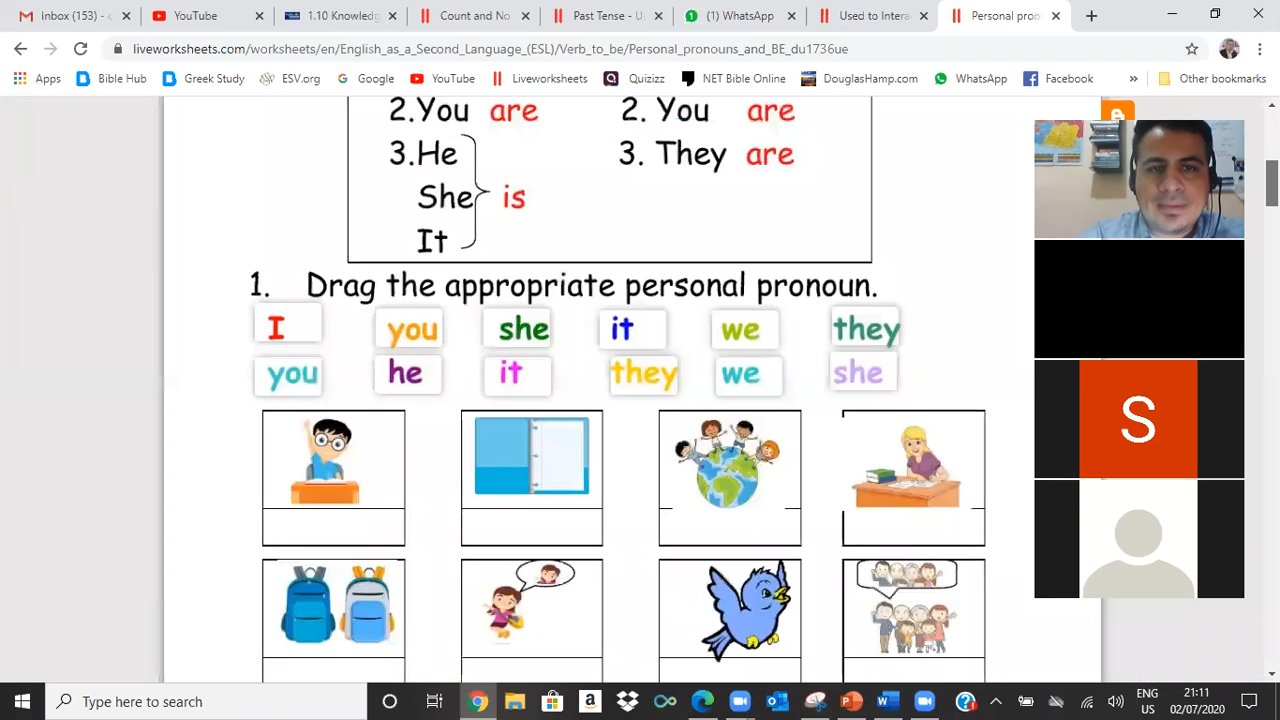 Inbox (153) - c
YouTube
1.10 Knowledg
Count and No
Past Tense - U
(1) WhatsApp
Used to Intera
Personal pron
liveworksheets.com/worksheets/en/English_as_a_Second_Language_(ESL)/Verb_to_be/Personal_pronouns_and_BE_du1736ue
Apps Bible Hub Greek Study ESV.org Google YouTube Liveworksheets Quizizz NET Bible Online DouglasHamp.com WhatsApp Facebook » Other bookmarks
2.You are 2. You are
3.He 3. They are
She is
It
1. Drag the appropriate personal pronoun.
I you she it we they
you he it they we she
S
Type here to search
ENG 21:11
US 02/07/2020